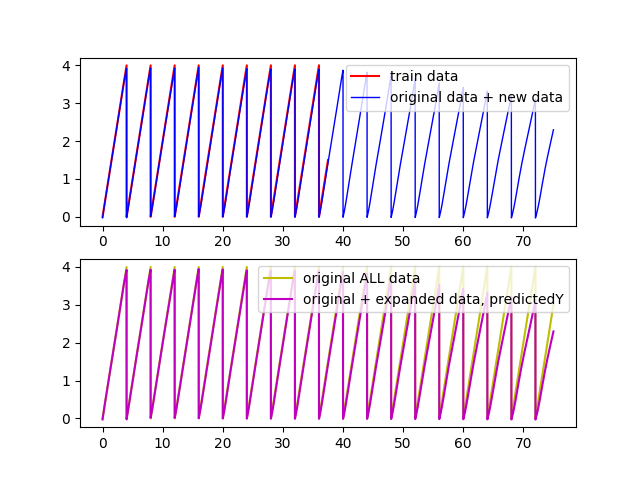 4
3
2
1
0
train data
original data + new data
0 10 20 30 40 50 60 70
4
3
2
1
0
original ALL data
original + expanded data, predictedY
0 10 20 30 40 50 60 70